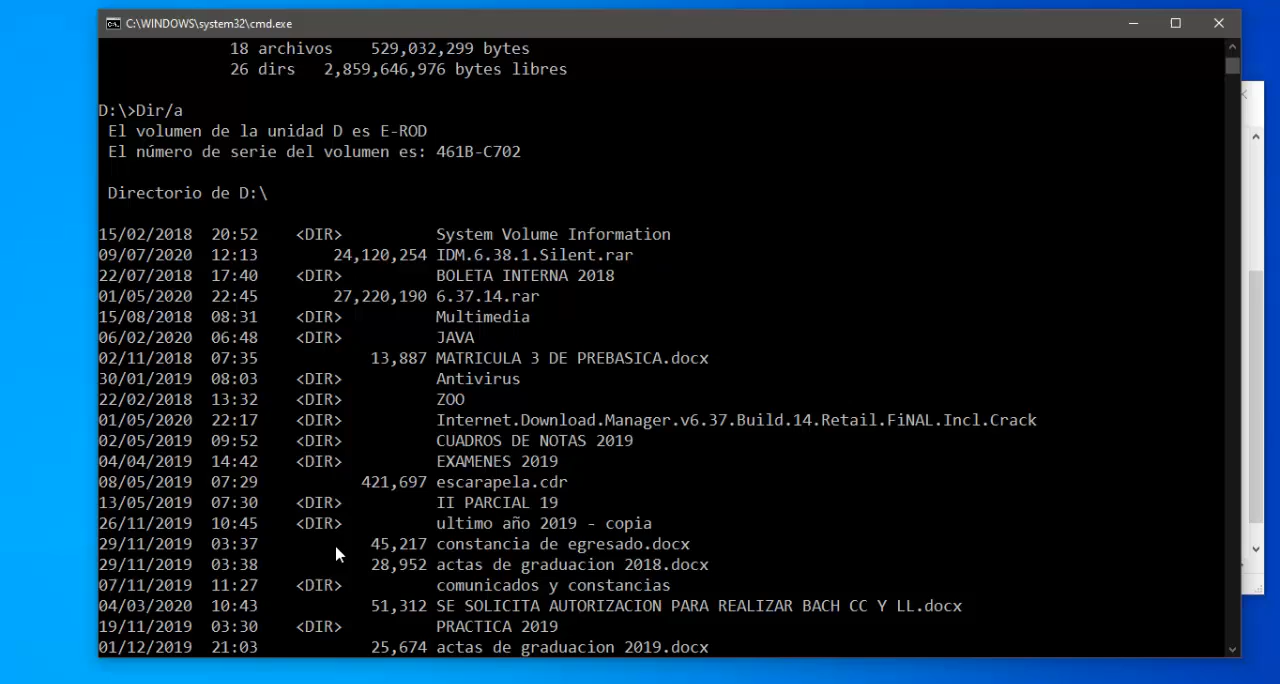 C:\WINDOWS\system32\cmd.exe
18 archivos 529,032,299 bytes
26 dirs 2,859,646,976 bytes libres
D:\>Dir/a
El volumen de la unidad D es E-ROD
El número de serie del volumen es: 461B-C702
Directorio de D:\
15/02/2018 20:52 <DIR> System Volume Information
09/07/2020 12:13 24,120,254 IDM.6.38.1.Silent.rar
22/07/2018 17:40 <DIR> BOLETA INTERNA 2018
01/05/2020 22:45 27,220,190 6.37.14.rar
15/08/2018 08:31 <DIR> Multimedia
06/02/2020 06:48 <DIR> JAVA
02/11/2018 07:35 13,887 MATRICULA 3 DE PREBASICA.docx
30/01/2019 08:03 <DIR> Antivirus
22/02/2018 13:32 <DIR> ZOO
01/05/2020 22:17 <DIR> Internet.Download.Manager.v6.37.Build.14.Retail.FiNAL.Incl.Crack
02/05/2019 09:52 <DIR> CUADROS DE NOTAS 2019
04/04/2019 14:42 <DIR> EXAMENES 2019
08/05/2019 07:29 421,697 escarapela.cdr
13/05/2019 07:30 <DIR> II PARCIAL 19
26/11/2019 10:45 <DIR> ultimo año 2019 - copia
29/11/2019 03:37 45,217 constancia de egresado.docx
29/11/2019 03:38 28,952 actas de graduacion 2018.docx
07/11/2019 11:27 <DIR> comunicados y constancias
04/03/2020 10:43 51,312 SE SOLICITA AUTORIZACION PARA REALIZAR BACH CC Y LL.docx
19/11/2019 03:30 <DIR> PRACTICA 2019
01/12/2019 21:03 25,674 actas de graduacion 2019.docx